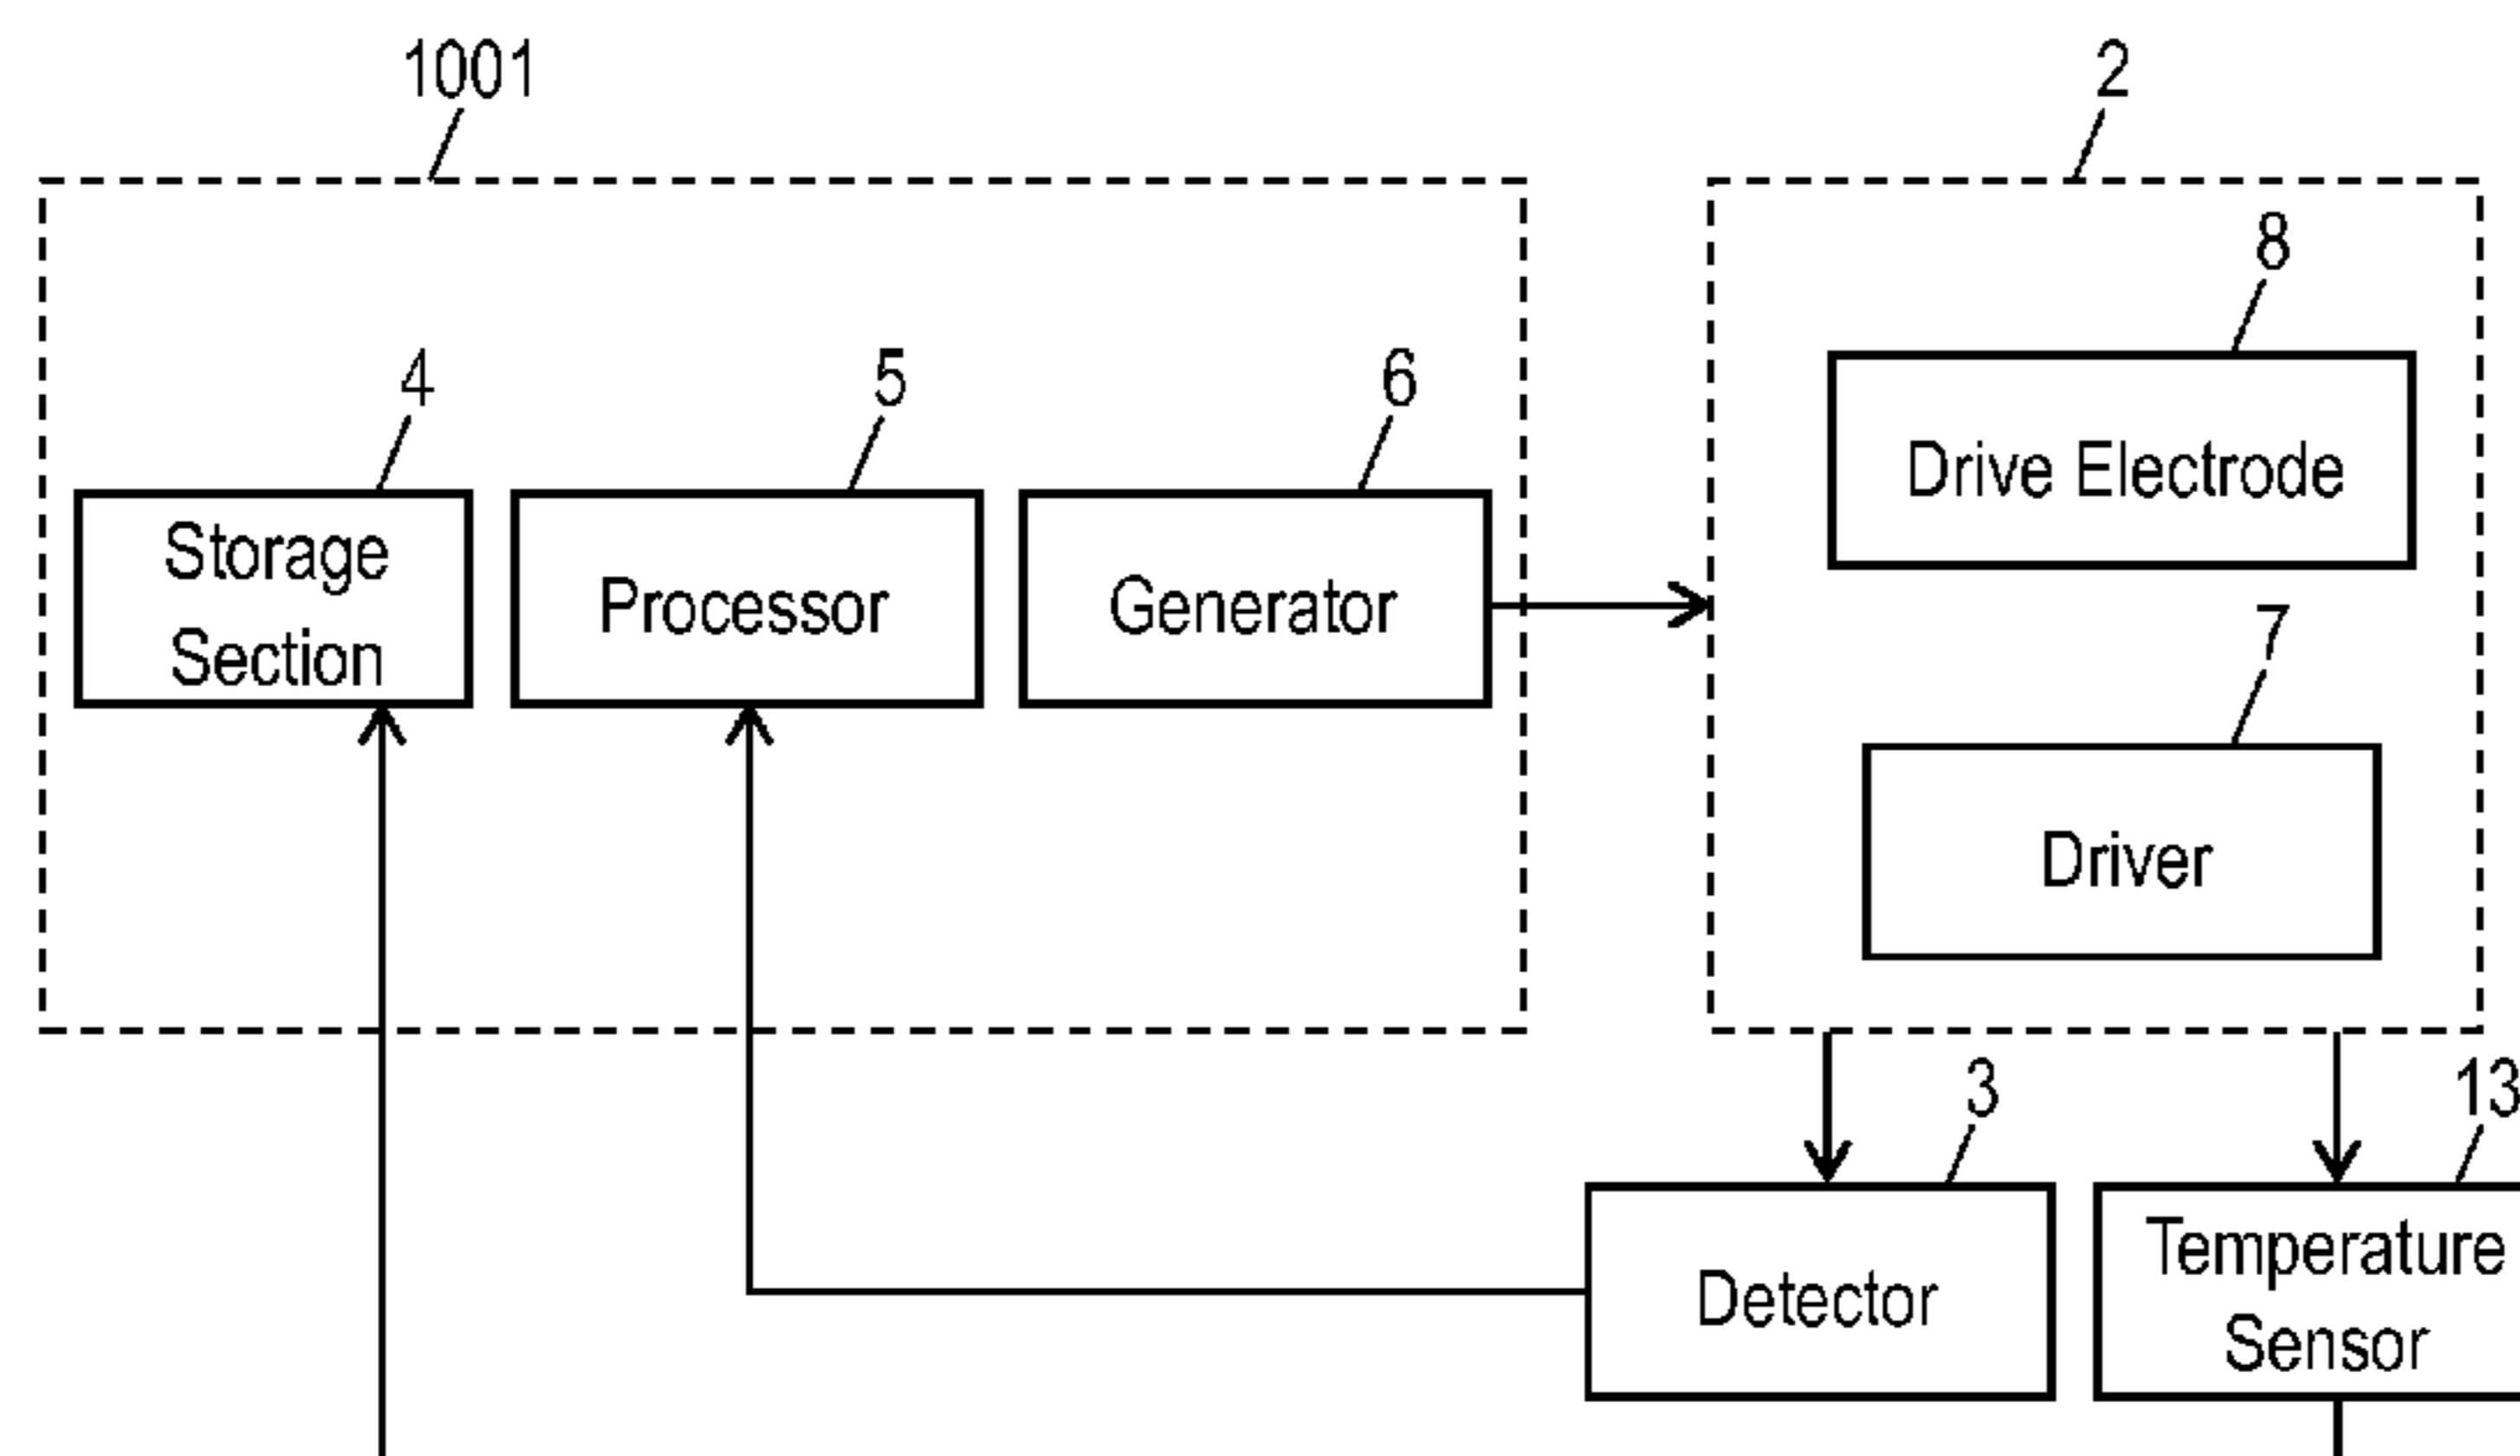 1001
2
8
4
5
6
Drive Electrode
Storage
Section
Processor
Generator
7
Driver
3
13
Detector
Temperature
Sensor